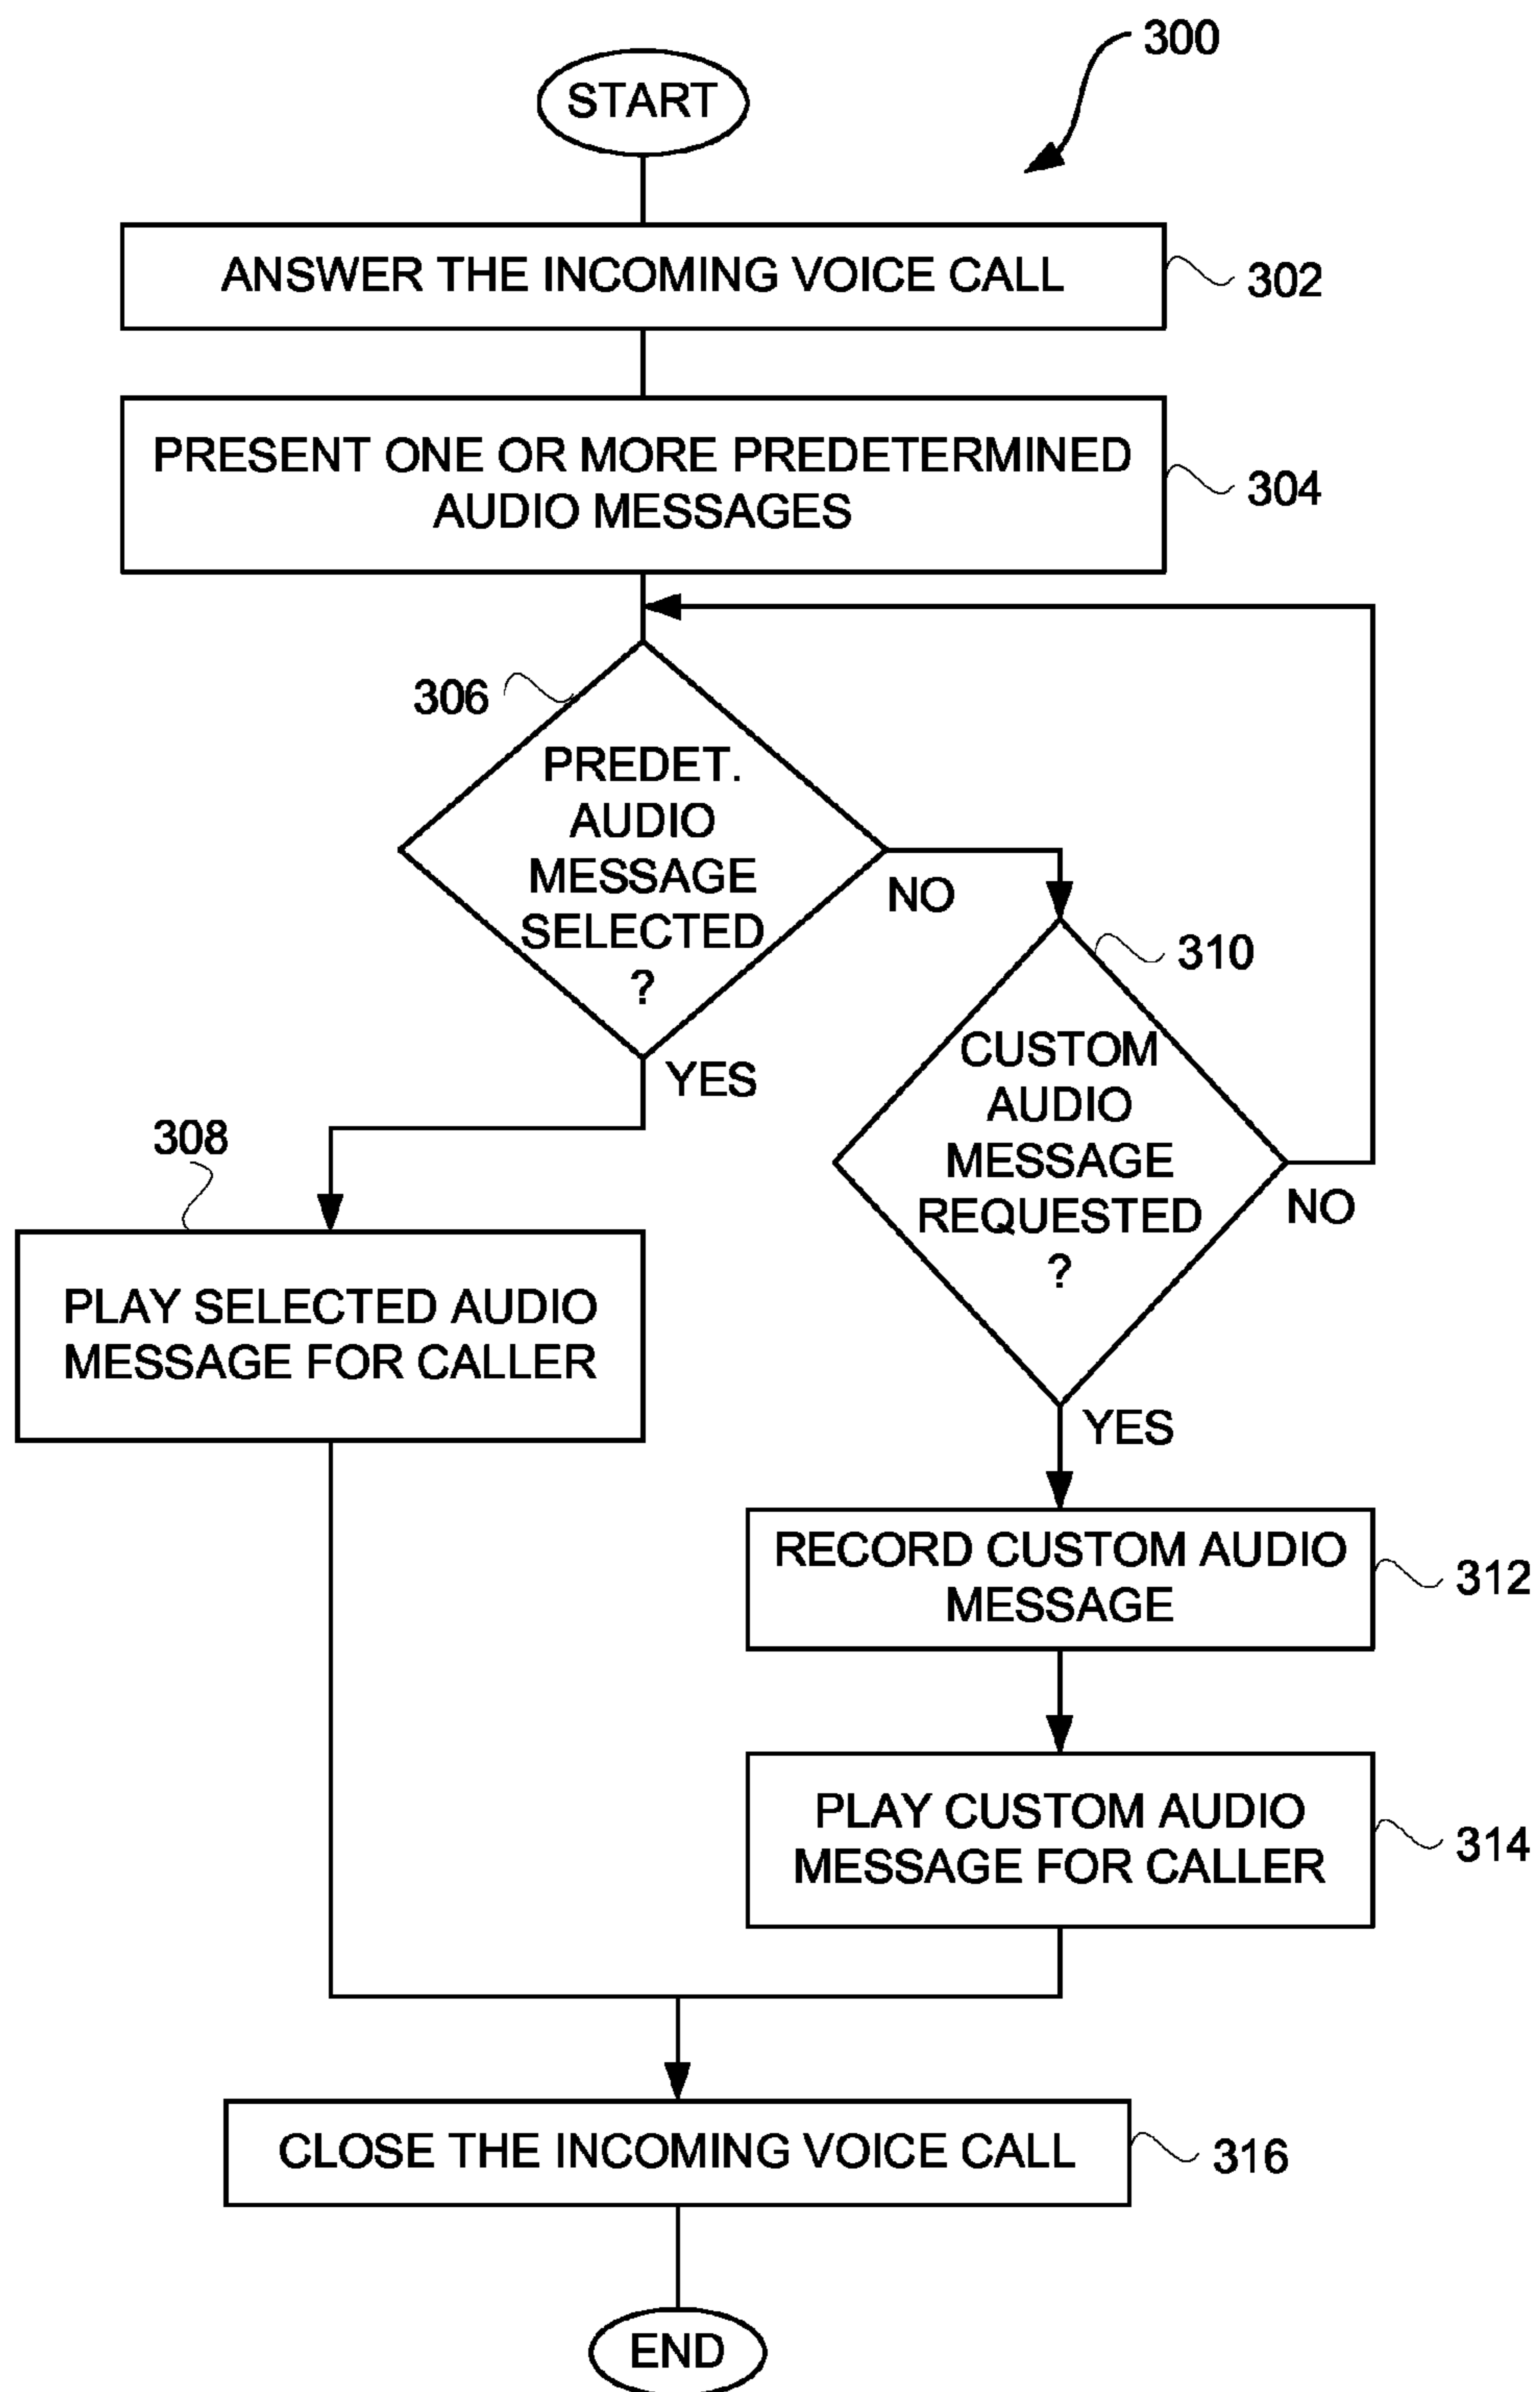 300
START
ANSWER THE INCOMING VOICE CALL
302
PRESENT ONE OR MORE PREDETERMINED
AUDIO MESSAGES
304
306
PREDET.
AUDIO
MESSAGE
SELECTED
?
NO
YES
310
CUSTOM
AUDIO
MESSAGE
REQUESTED
?
NO
YES
308
PLAY SELECTED AUDIO
MESSAGE FOR CALLER
RECORD CUSTOM AUDIO
MESSAGE
312
PLAY CUSTOM AUDIO
MESSAGE FOR CALLER
314
CLOSE THE INCOMING VOICE CALL
316
END